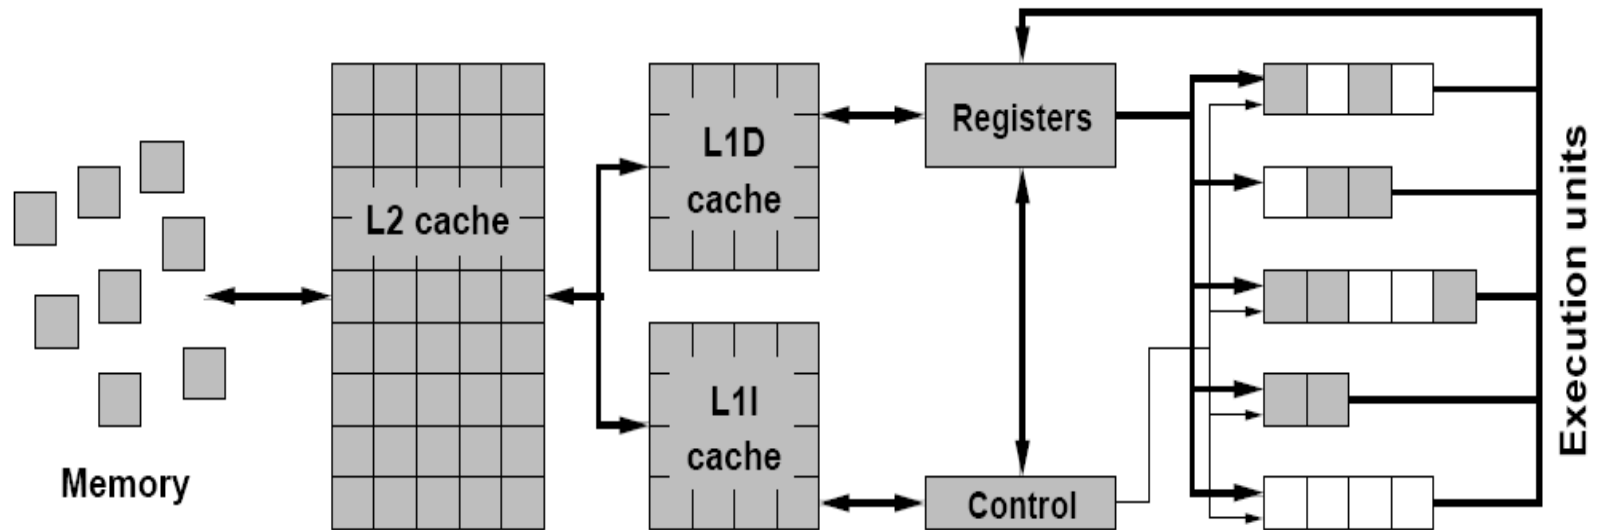 Memory
L2 cache
L1D
cache
L1I
cache
Registers
Control
Execution units